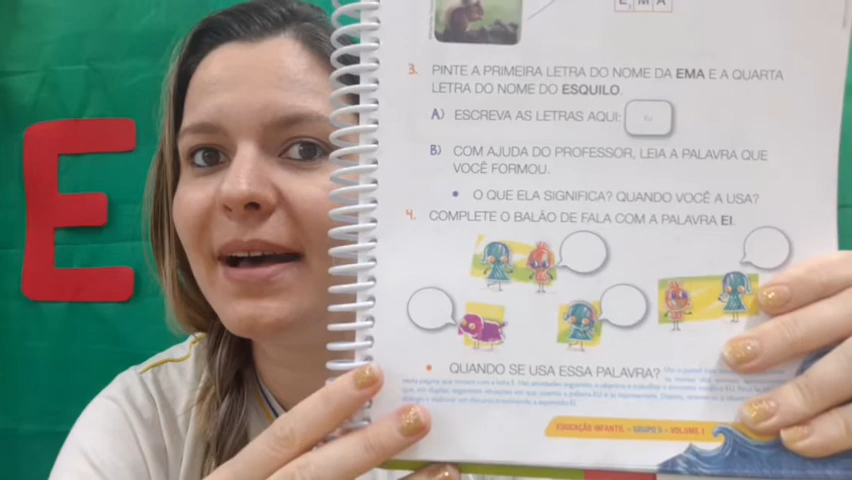 E
E M A
3. PINTE A PRIMEIRA LETRA DO NOME DA EMA E A QUARTA
LETRA DO NOME DO ESQUILO.
A) ESCREVA AS LETRAS AQUI:
B) COM AJUDA DO PROFESSOR, LEIA A PALAVRA QUE
VOCÊ FORMOU.
• O QUE ELA SIGNIFICA? QUANDO VOCÊ A USA?
4. COMPLETE O BALÃO DE FALA COM A PALAVRA EI.
• QUANDO SE USA ESSA PALAVRA?
EDUCAÇÃO INFANTIL • GRUPO 5 • VOLUME 1